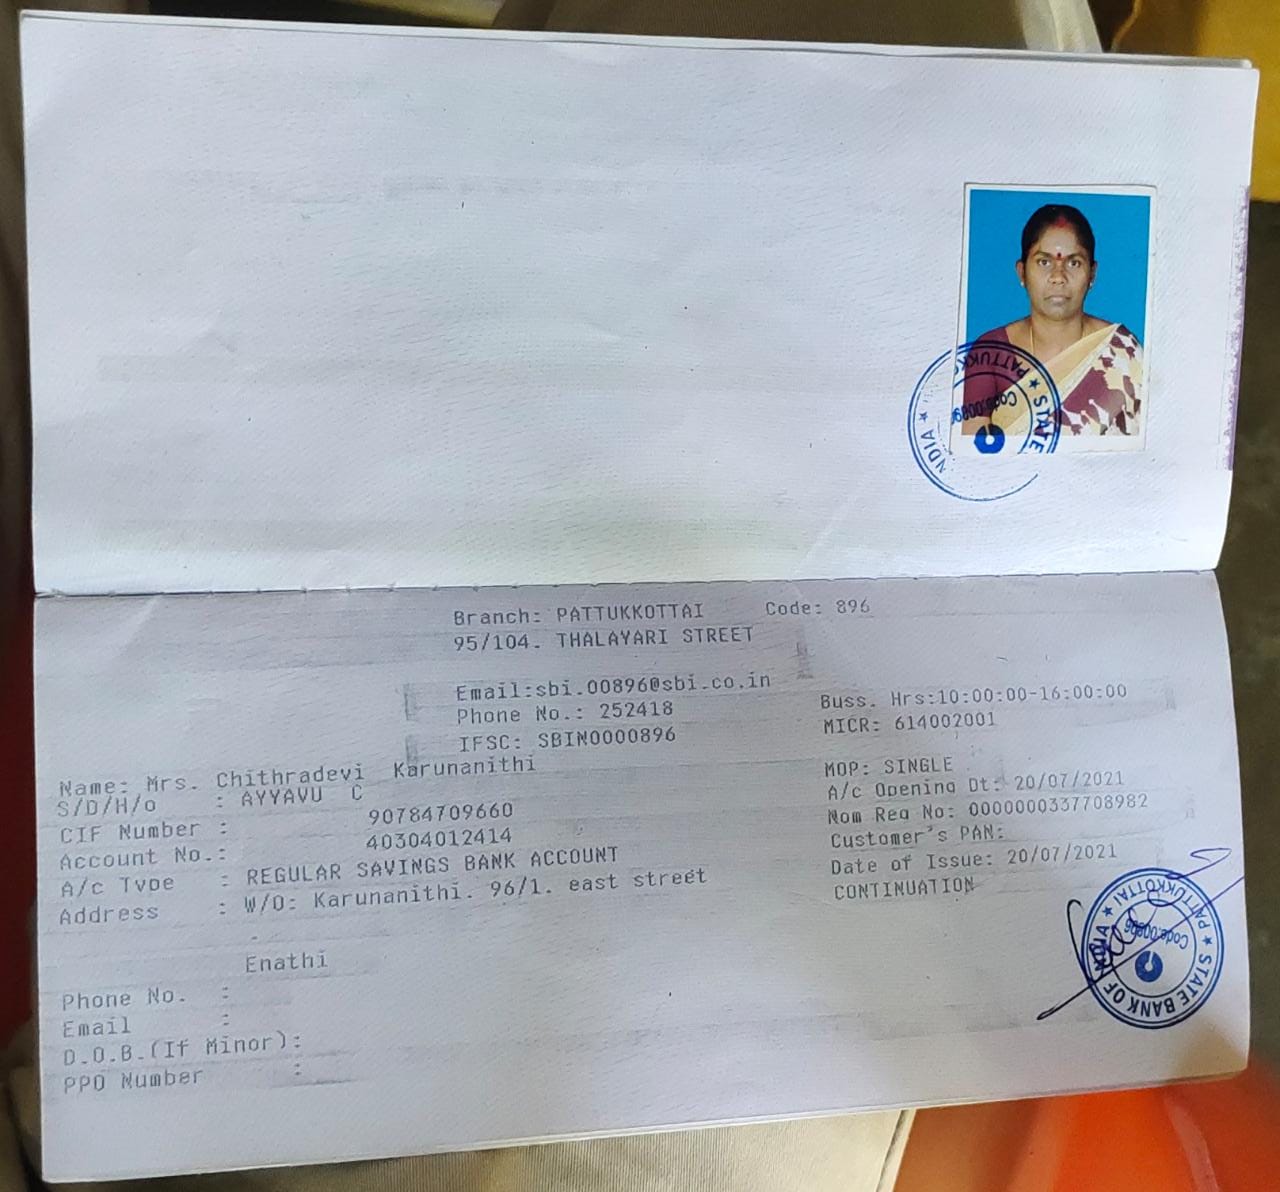 NDIA ★
★ STATE
PATTUKK
Code:0089
Branch: PATTUKKOTTAI Code: 896
95/104. THALAYARI STREET
Email:sbi.00896@sbi.co.in
Phone No.: 252418
IFSC: SBIN0000896
Buss. Hrs:10:00:00-16:00:00
MICR: 614002001
Name: Mrs. Chithradevi Karunanithi
S/D/H/o : AYYAVU C
CIF Number : 90784709660
Account No.: 40304012414
A/c Type : REGULAR SAVINGS BANK ACCOUNT
Address : W/O: Karunanithi. 96/1. east street
.
Enathi
Phone No. :
Email :
D.O.B.(If Minor):
PPO Number :
MOP: SINGLE
A/c Opening Dt: 20/07/2021
Nom Reg No: 0000000337708982
Customer's PAN:
Date of Issue: 20/07/2021
CONTINUATION
★ STATE BANK OF INDIA ★
PATTUKKOTTAI
Code:00896